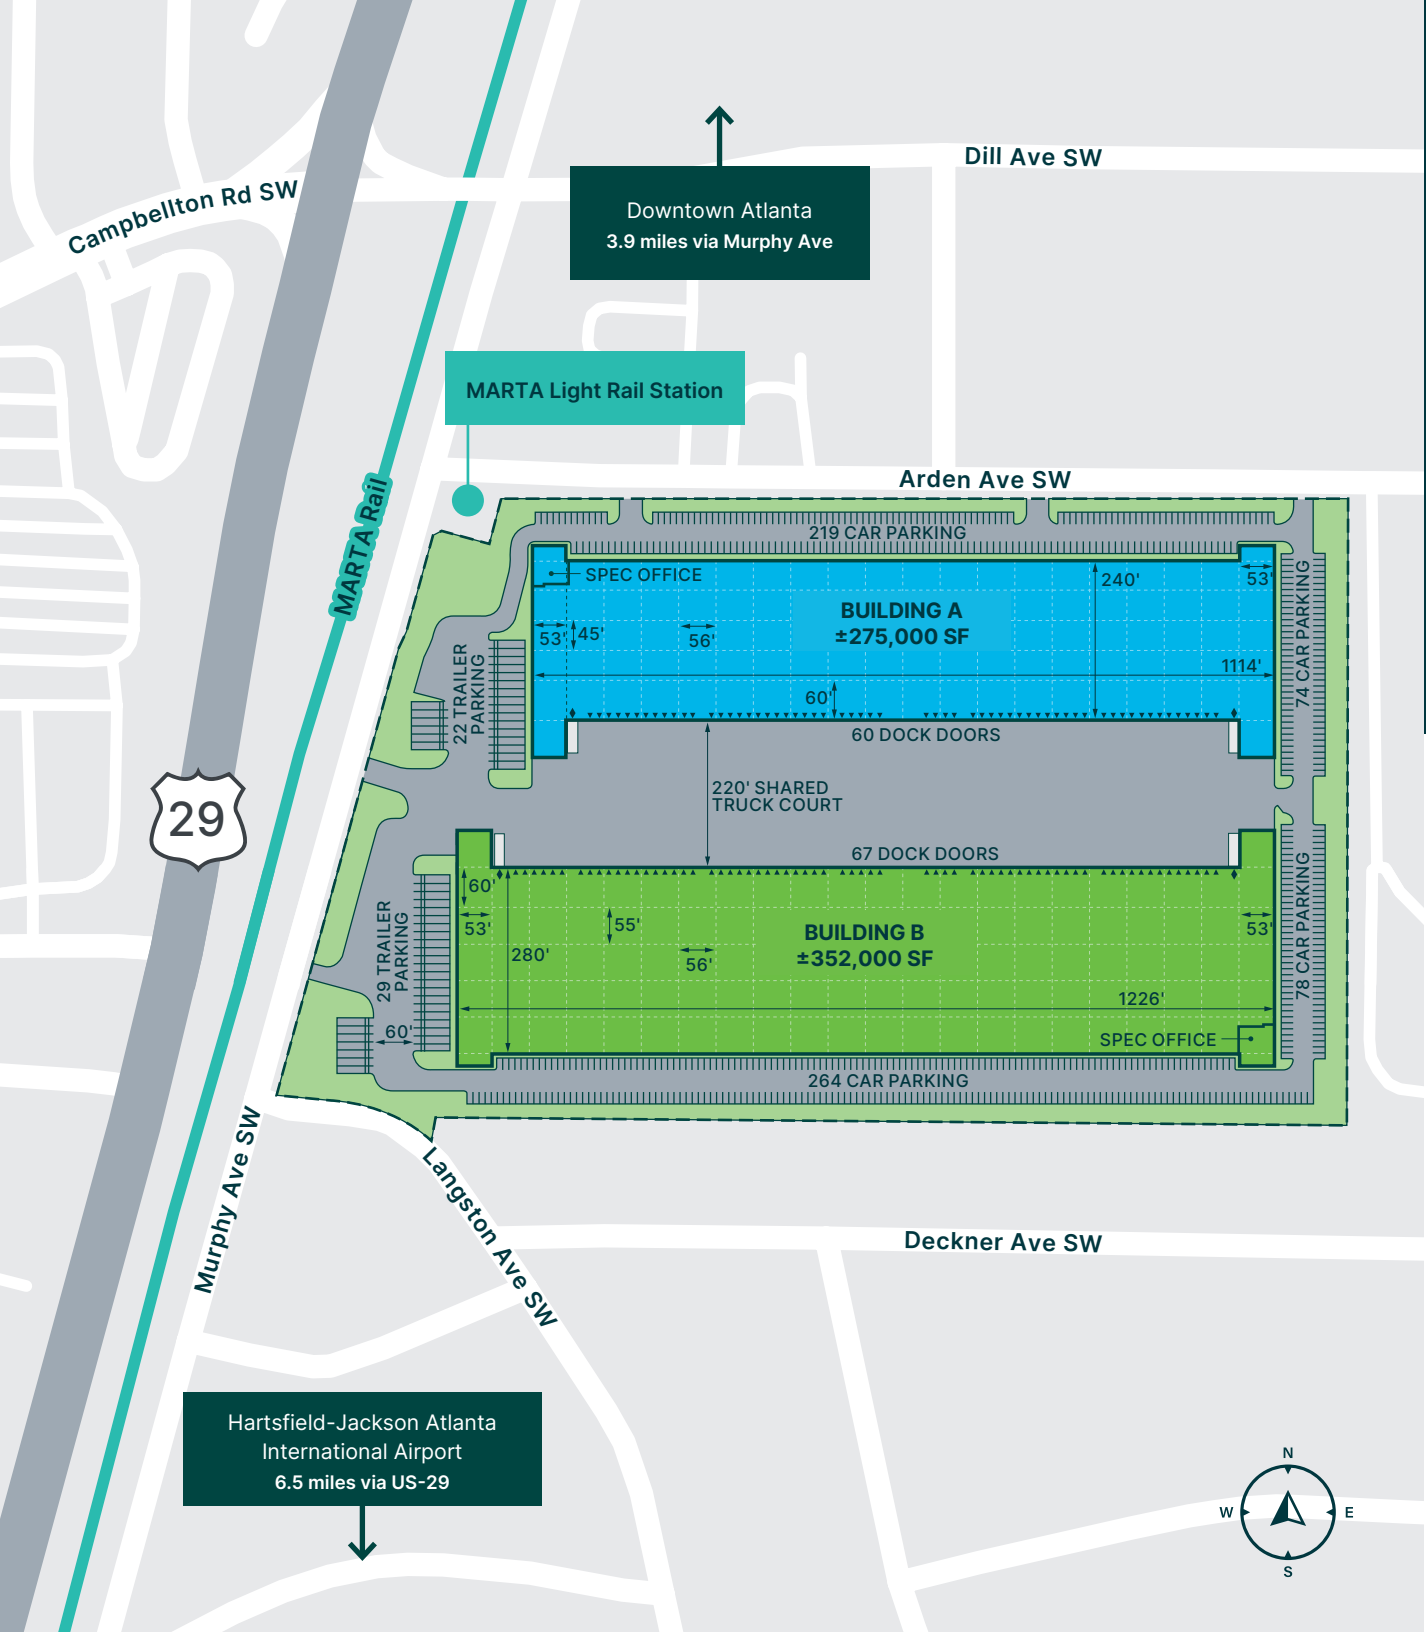 Dill Ave SW
Campbellton Rd SW
Downtown Atlanta
3.9 miles via Murphy Ave
MARTA Light Rail Station
Arden Ave SW
MARTA Rail
219 CAR PARKING
SPEC OFFICE
240'
53'
BUILDING A
±275,000 SF
53'
45'
56'
1114'
60'
74 CAR PARKING
22 TRAILER
PARKING
60 DOCK DOORS
220' SHARED
TRUCK COURT
29
67 DOCK DOORS
60'
53'
55'
BUILDING B
±352,000 SF
53'
280'
56'
78 CAR PARKING
29 TRAILER
PARKING
1226'
60'
SPEC OFFICE
264 CAR PARKING
Murphy Ave SW
Langston Ave SW
Deckner Ave SW
Hartsfield-Jackson Atlanta
International Airport
6.5 miles via US-29
N
W
E
S